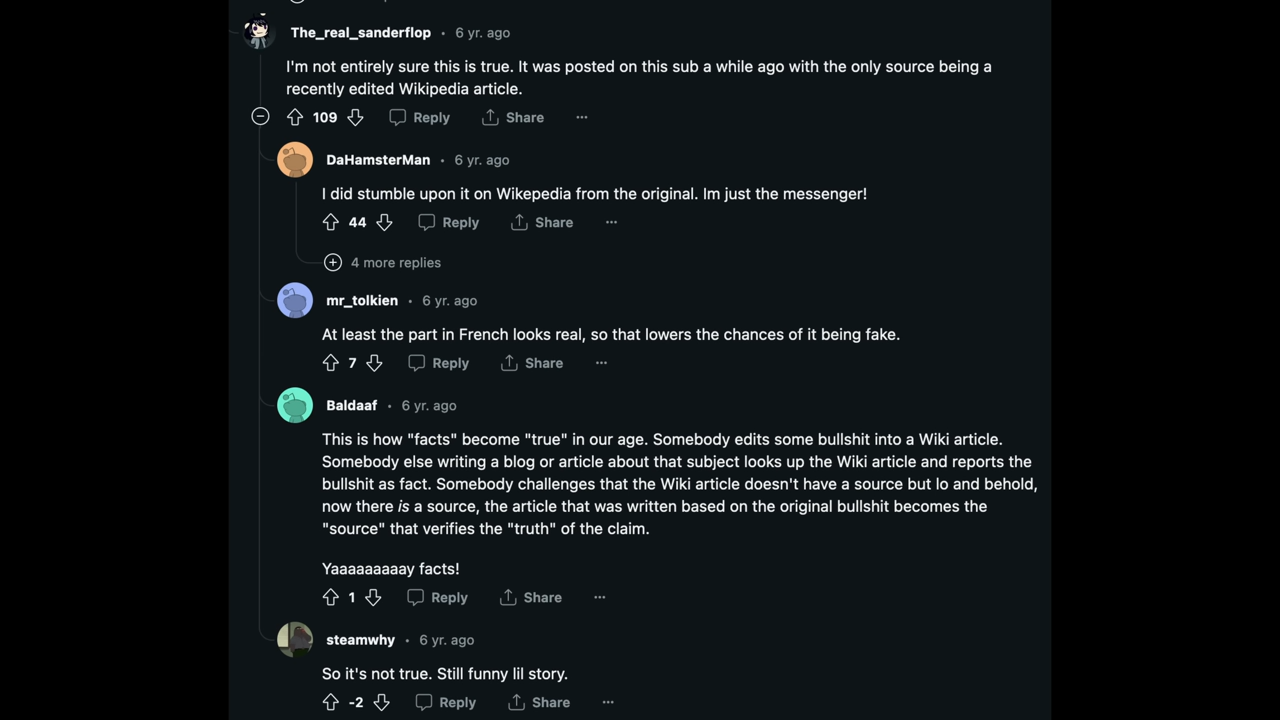 The_real_sanderflop • 6 yr. ago
I'm not entirely sure this is true. It was posted on this sub a while ago with the only source being a
recently edited Wikipedia article.
109 Reply Share ...
DaHamsterMan • 6 yr. ago
I did stumble upon it on Wikepedia from the original. Im just the messenger!
44 Reply Share ...
4 more replies
mr_tolkien • 6 yr. ago
At least the part in French looks real, so that lowers the chances of it being fake.
7 Reply Share ...
Baldaaf • 6 yr. ago
This is how "facts" become "true" in our age. Somebody edits some bullshit into a Wiki article.
Somebody else writing a blog or article about that subject looks up the Wiki article and reports the
bullshit as fact. Somebody challenges that the Wiki article doesn't have a source but lo and behold,
now there is a source, the article that was written based on the original bullshit becomes the
"source" that verifies the "truth" of the claim.
Yaaaaaaaaay facts!
1 Reply Share ...
steamwhy • 6 yr. ago
So it's not true. Still funny lil story.
-2 Reply Share ...